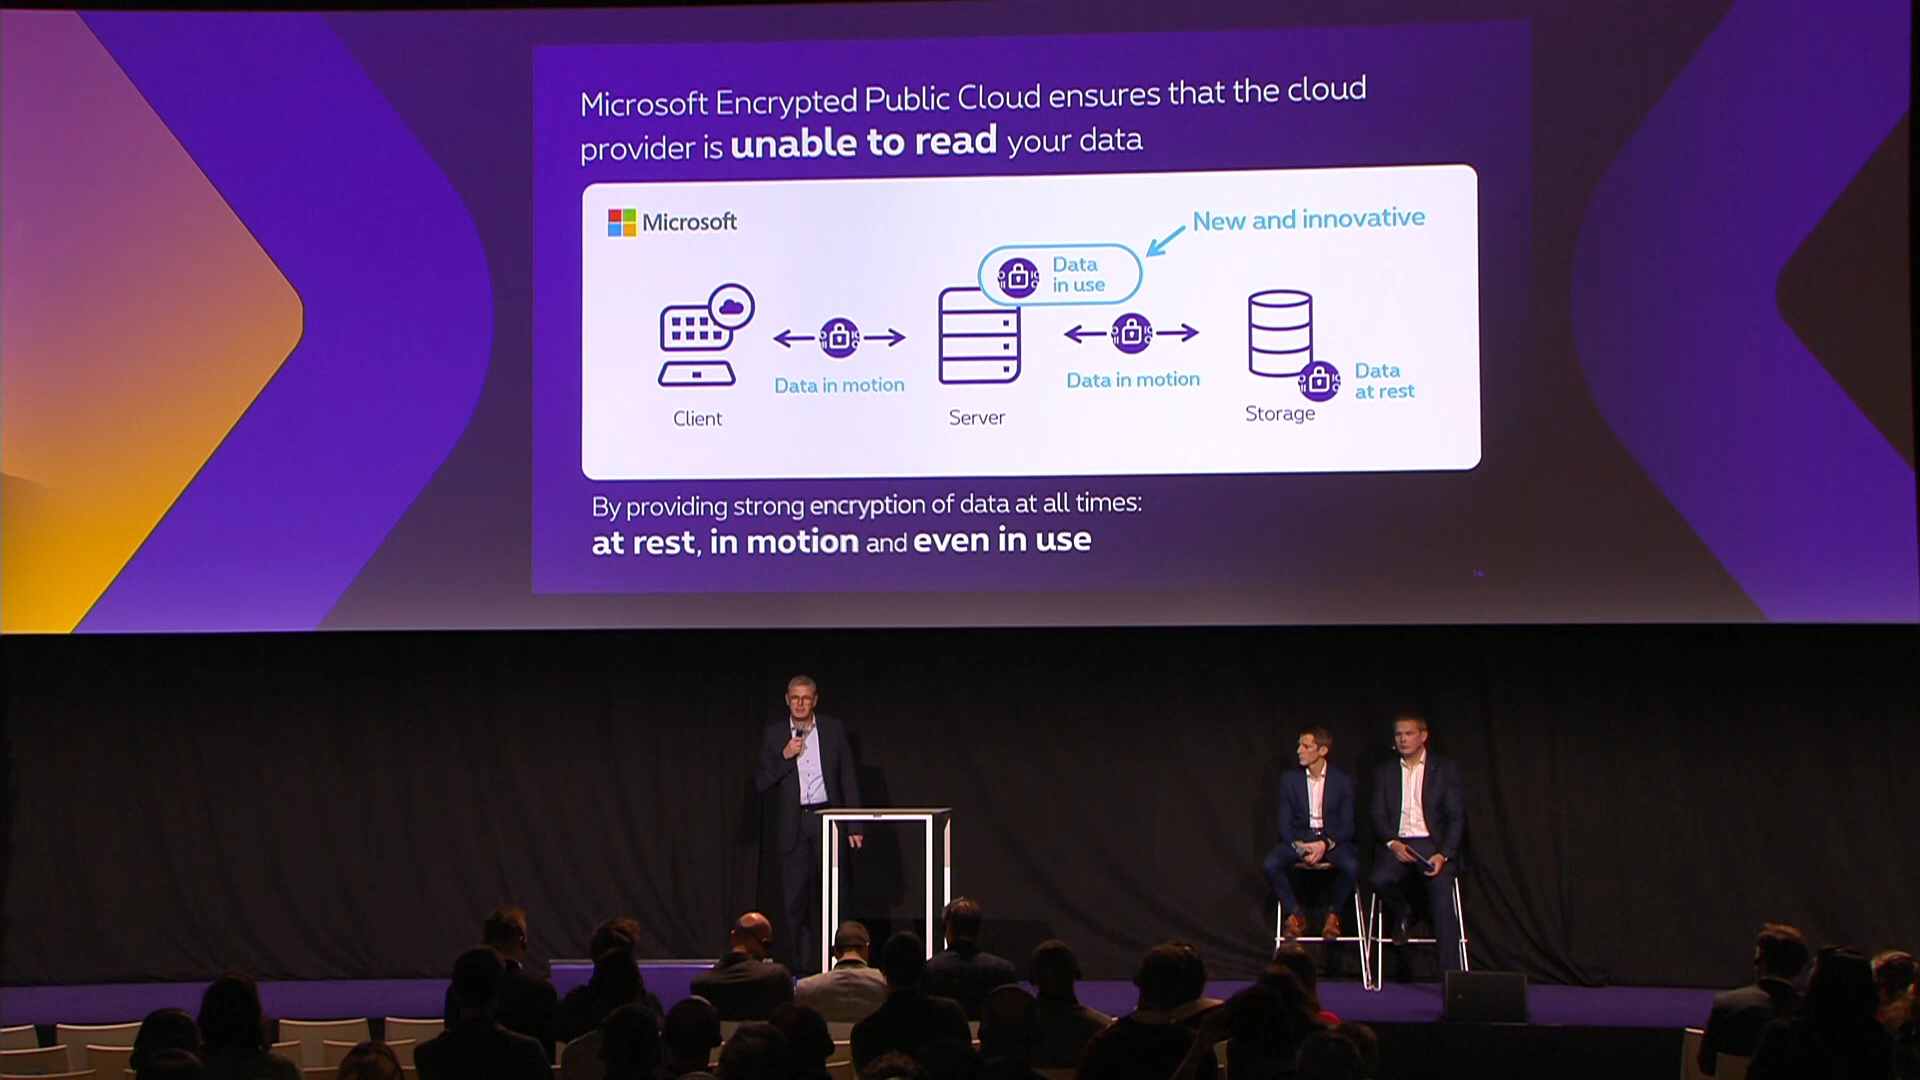 Microsoft Encrypted Public Cloud ensures that the cloud
provider is unable to read your data
Microsoft
New and innovative
Data
in use
Data in motion
Data in motion
Data
at rest
Client
Server
Storage
By providing strong encryption of data at all times:
at rest, in motion and even in use